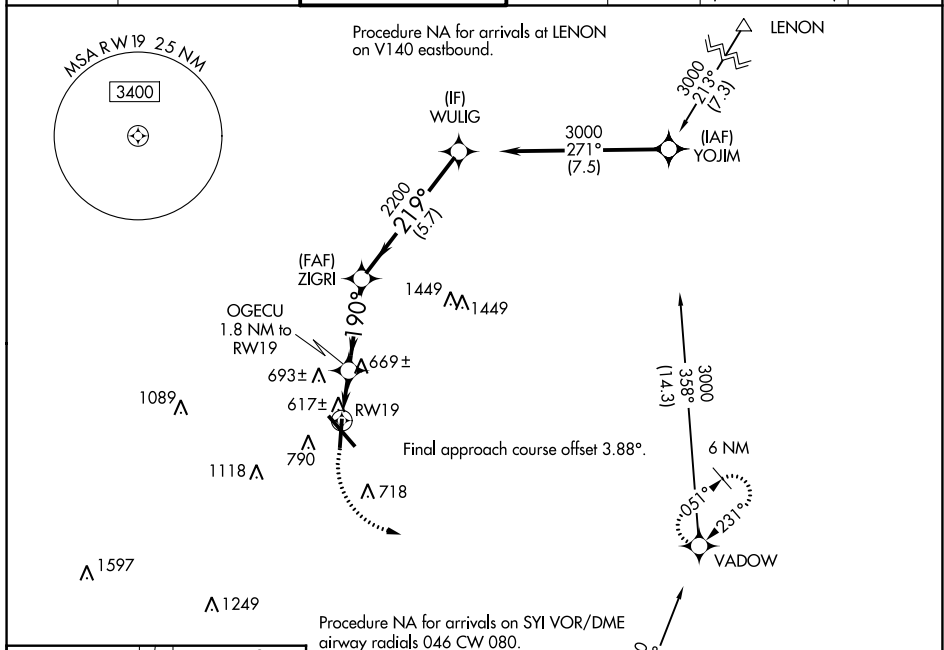 MSA RW 19 25 NM
3400
Procedure NA for arrivals at LENON
on V140 eastbound.
LENON
3000
213°
(7.3)
(IF)
WULIG
3000
271°
(7.5)
(IAF)
YOJIM
2200
219°
(5.7)
(FAF)
ZIGRI
1449
1449
190°
OGECU
1.8 NM to
RW19
669±
693±
617±
RW19
1089
790
1118
Final approach course offset 3.88°.
718
3000
358°
(14.3)
6 NM
051°
231°
VADOW
1597
1249
Procedure NA for arrivals on SYI VOR/DME
airway radials 046 CW 080.